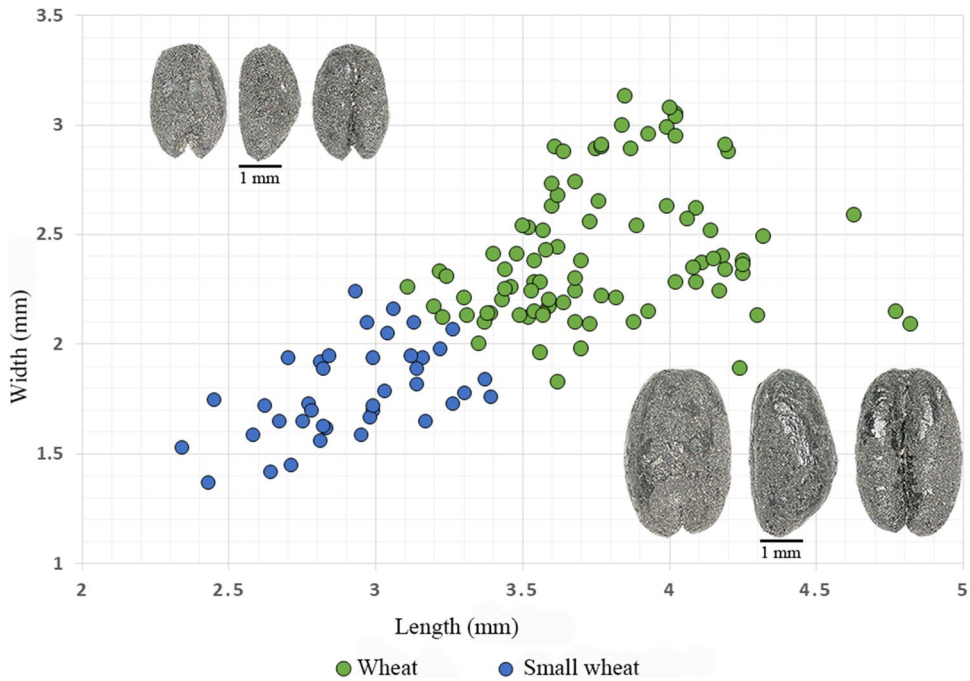 3.5
1 mm
3
2.5
Width (mm)
2
1.5
1 mm
1
2 2.5 3 3.5 4 4.5 5
Length (mm)
Wheat Small wheat